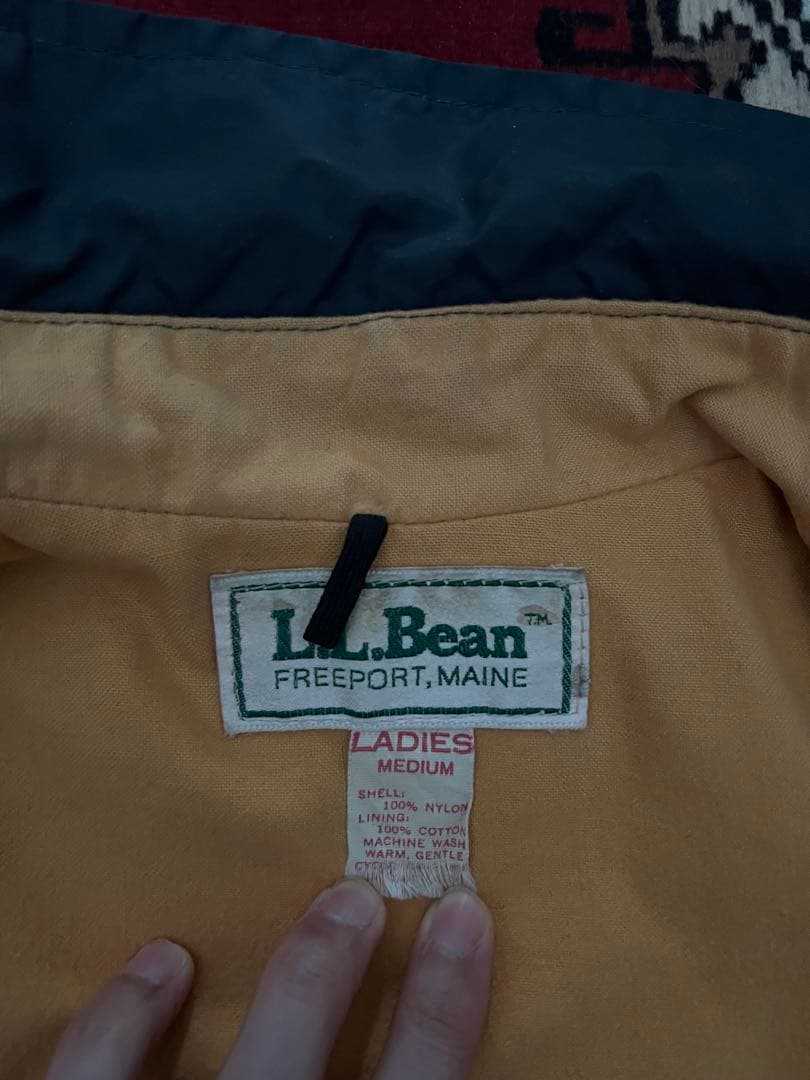 L.L.Bean T.M.
FREEPORT, MAINE
LADIES
MEDIUM
SHELL:
100% NYLON
LINING:
100% COTTON
MACHINE WASH
WARM, GENTLE